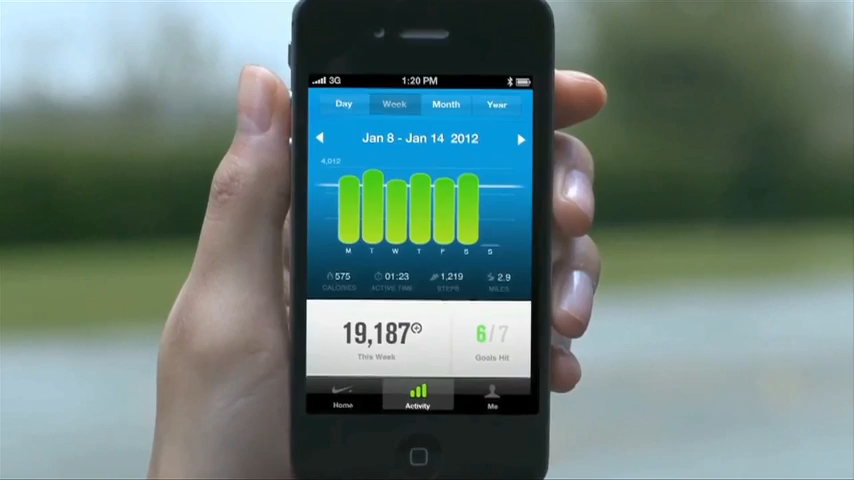 3G 1:20 PM
Day Week Month Year
Jan 8 - Jan 14 2012
4,012
M T W T F S S
575 01:23 1,219 2.9
CALORIES ACTIVE TIME STEPS MILES
19,187 6/7
This Week Goals Hit
Home Activity Me